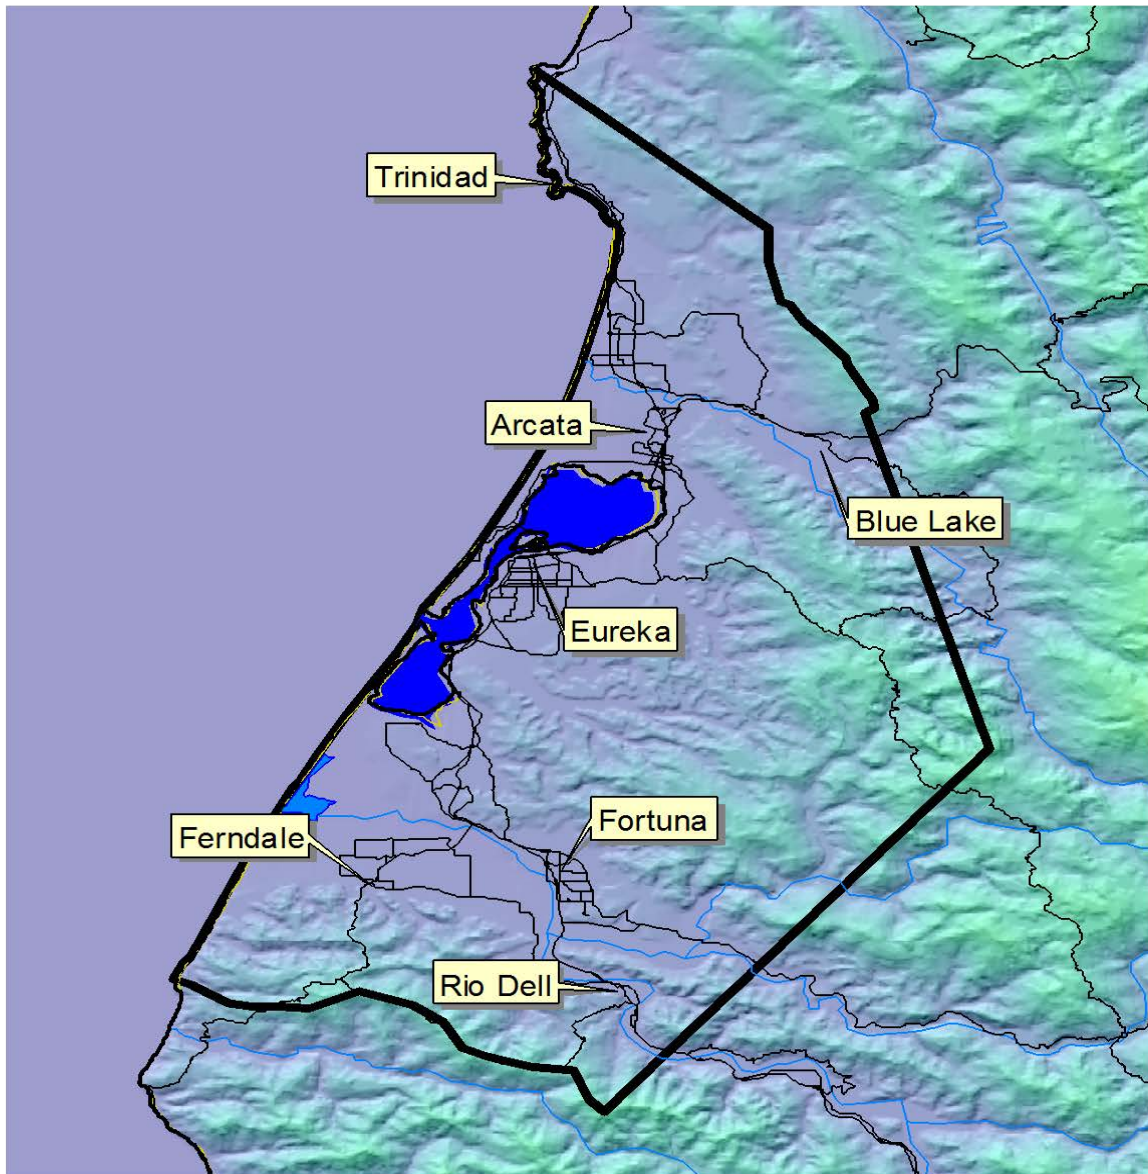 Trinidad
Arcata
Blue Lake
Eureka
Fortuna
Ferndale
Rio Dell